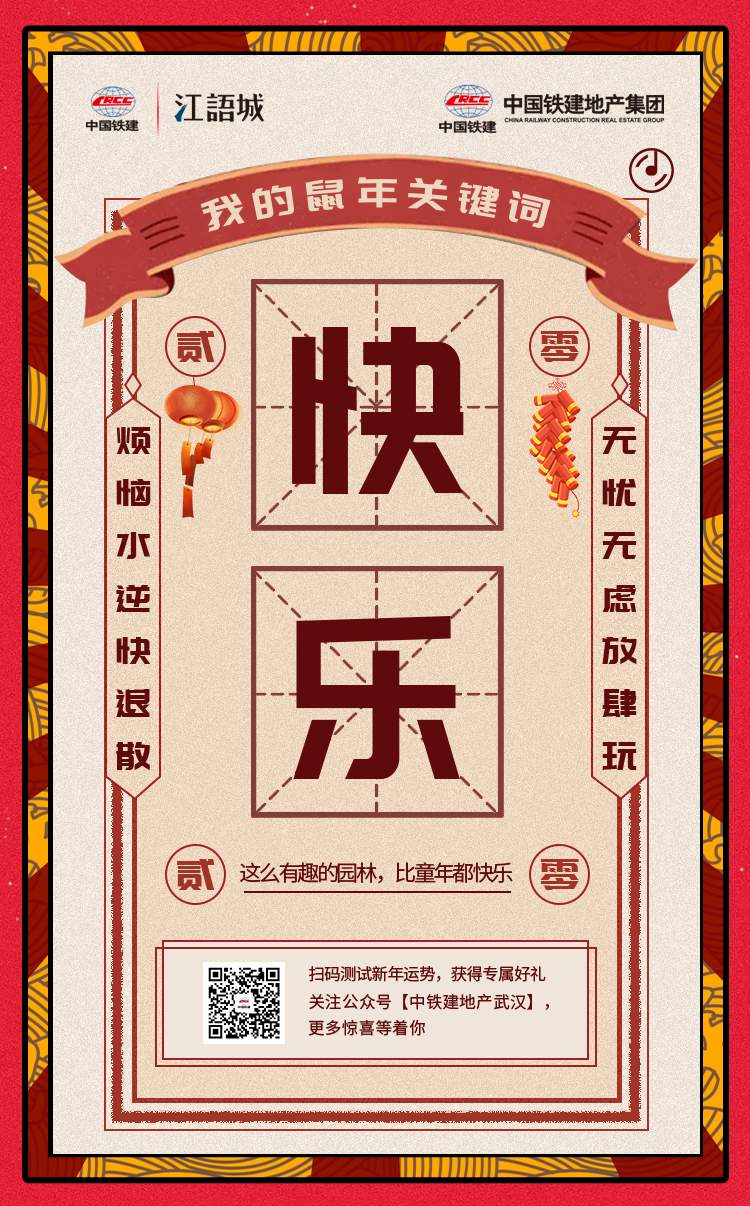 CRCC
中国铁建
江語城
CRCC
中国铁建
中国铁建地产集团
CHINA RAILWAY CONSTRUCTION REAL ESTATE GROUP
我的鼠年关键词
贰
零
快
乐
烦恼水逆快退散
无忧无虑放肆玩
贰
零
这么有趣的园林，比童年都快乐
扫码测试新年运势，获得专属好礼
关注公众号【中铁建地产武汉】，
更多惊喜等着你